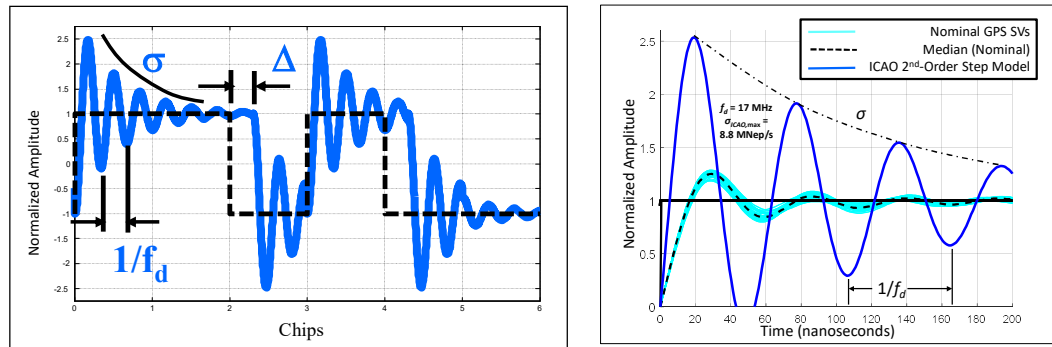 2.5
2
1.5
1
0.5
0
-0.5
-1
-1.5
-2
-2.5
σ
Δ
1/fd
0 1 2 3 4 5 6
Normalized Amplitude
Chips
Nominal GPS SVs
Median (Nominal)
ICAO 2nd-Order Step Model
fd = 17 MHz
σICAO,max =
8.8 MNep/s
σ
1/fd
2.5
2
1.5
1
0.5
0
0 20 40 60 80 100 120 140 160 180 200
Normalized Amplitude
Time (nanoseconds)